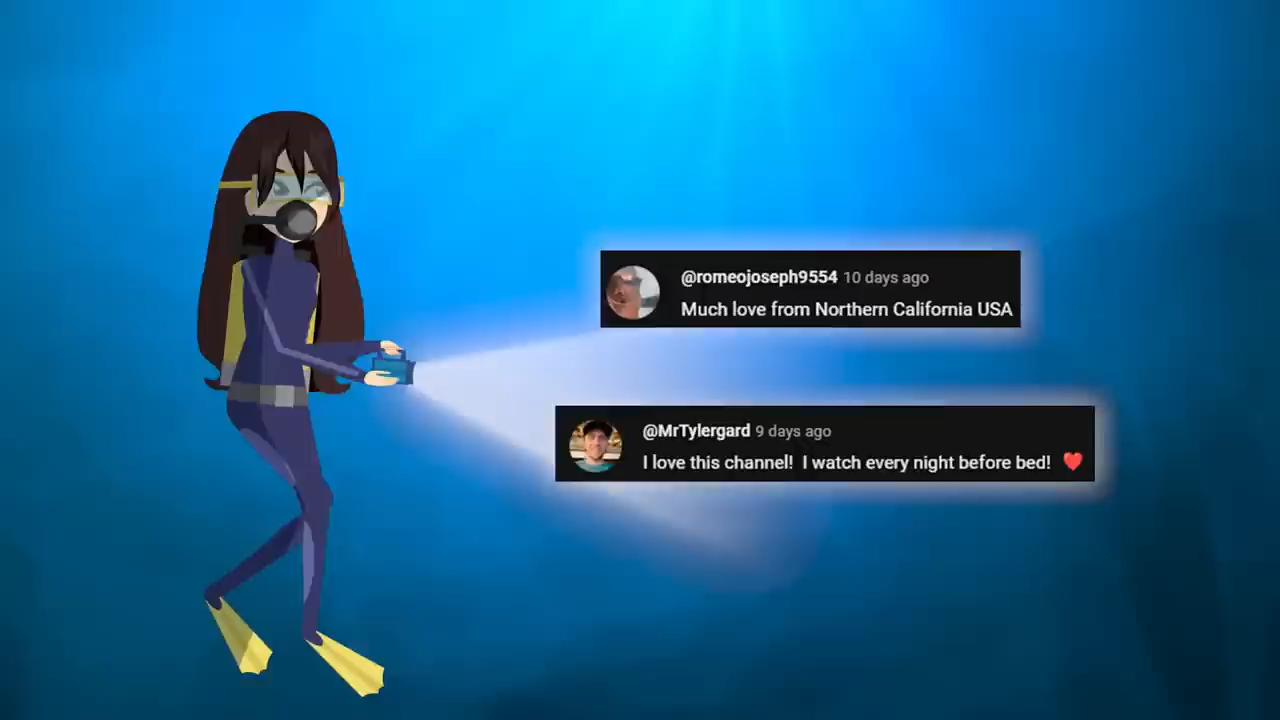 @romeojoseph9554 10 days ago
Much love from Northern California USA
@MrTylergard 9 days ago
I love this channel! I watch every night before bed! ❤️